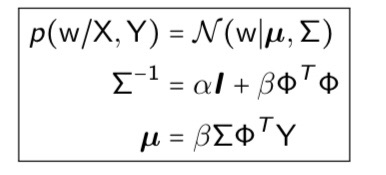 p(w/X, Y) = 𝒩(w|μ, Σ)
Σ⁻¹ = αI + βΦᵀΦ
μ = βΣΦᵀY